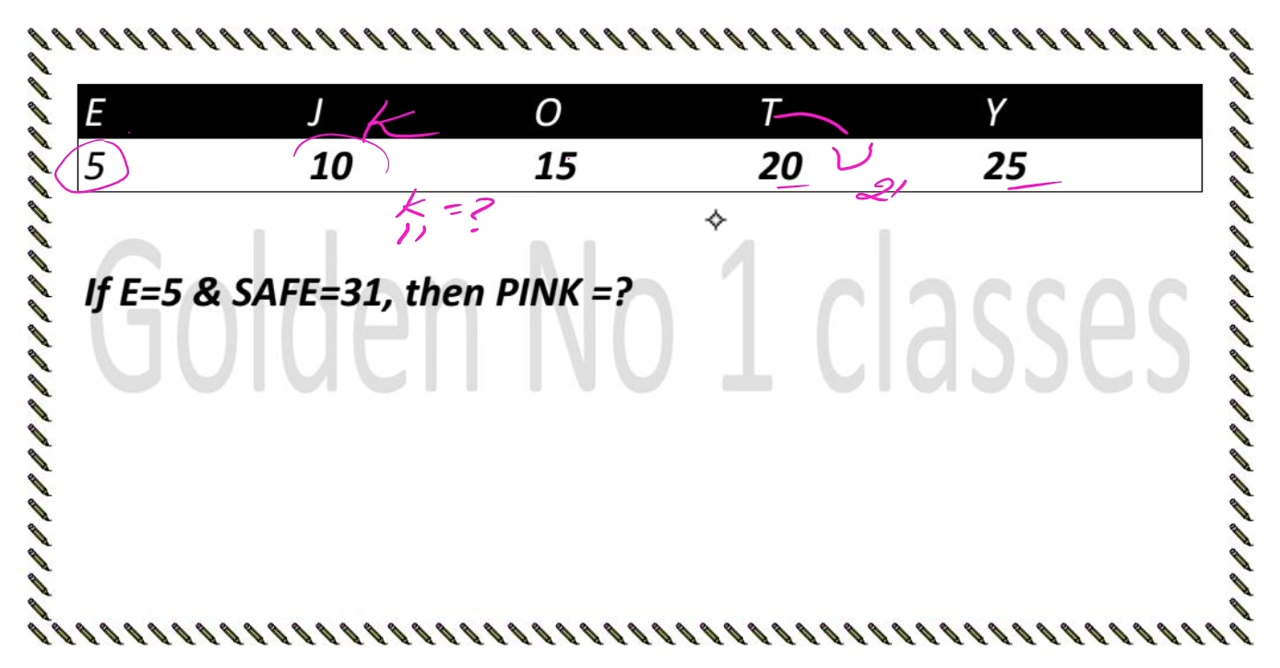 E J K O T Y
5 10 15 20 U 25
K = ? 21
11
If E=5 & SAFE=31, then PINK =?
Golden No 1 classes